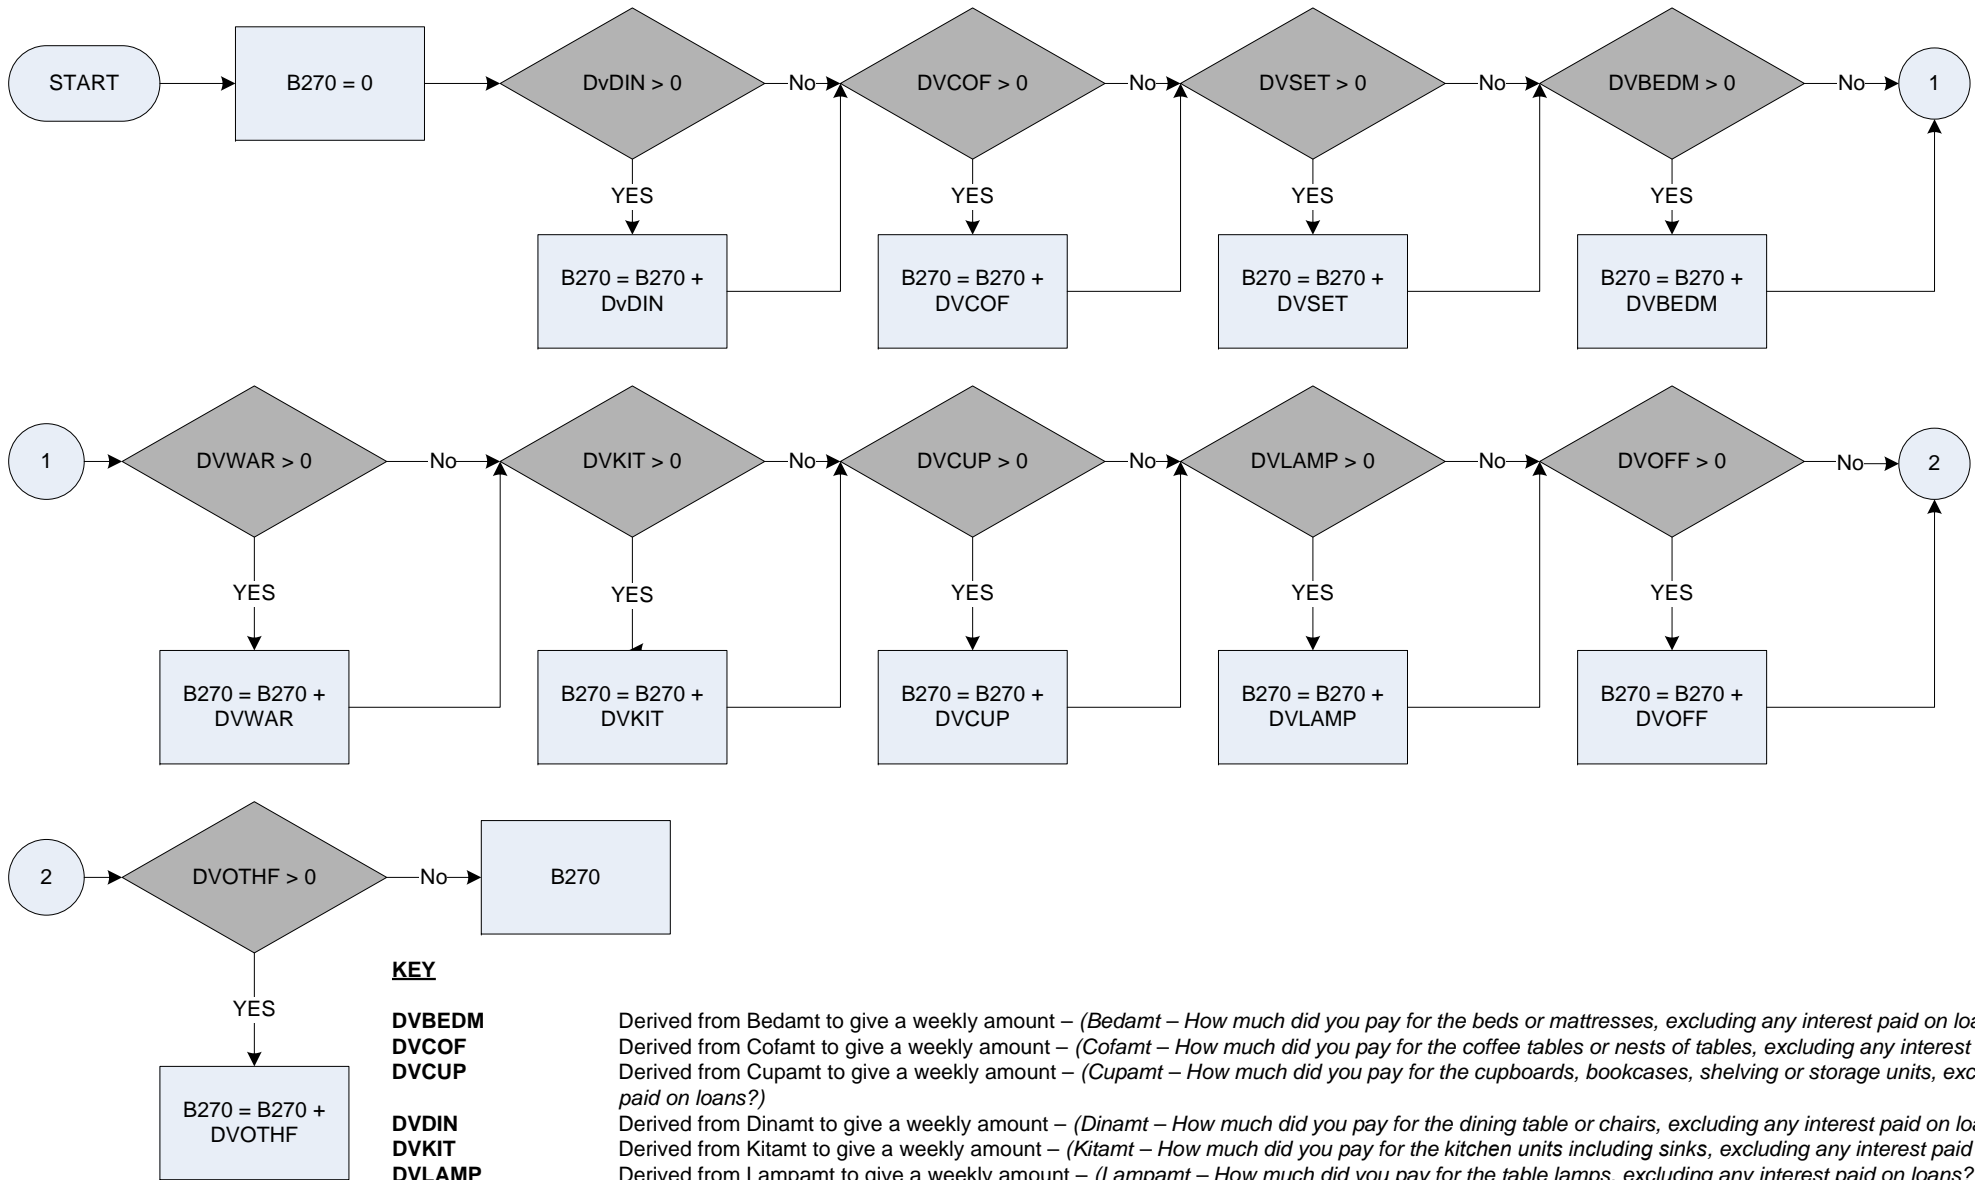 START
B270 = 0
DvDIN > 0
No
DVCOF > 0
No
DVSET > 0
No
DVBEDM > 0
No
1
YES
YES
YES
YES
B270 = B270 +
DvDIN
B270 = B270 +
DVCOF
B270 = B270 +
DVSET
B270 = B270 +
DVBEDM
1
DVWAR > 0
No
DVKIT > 0
No
DVCUP > 0
No
DVLAMP > 0
No
DVOFF > 0
No
2
YES
YES
YES
YES
YES
B270 = B270 +
DVWAR
B270 = B270 +
DVKIT
B270 = B270 +
DVCUP
B270 = B270 +
DVLAMP
B270 = B270 +
DVOFF
2
DVOTHF > 0
No
B270
YES
B270 = B270 +
DVOTHF
KEY
DVBEDM Derived from Bedamt to give a weekly amount – (Bedamt – How much did you pay for the beds or mattresses, excluding any interest paid on
DVCOF Derived from Cofamt to give a weekly amount – (Cofamt – How much did you pay for the coffee tables or nests of tables, excluding any interest
DVCUP Derived from Cupamt to give a weekly amount – (Cupamt – How much did you pay for the cupboards, bookcases, shelving or storage units,
paid on loans?)
DVDIN Derived from Dinamt to give a weekly amount – (Dinamt – How much did you pay for the dining table or chairs, excluding any interest paid on
DVKIT Derived from Kitamt to give a weekly amount – (Kitamt – How much did you pay for the kitchen units including sinks, excluding any interest paid
DVLAMP Derived from Lampamt to give a weekly amount – (Lampamt – How much did you pay for the table lamps, excluding any interest paid on loans?